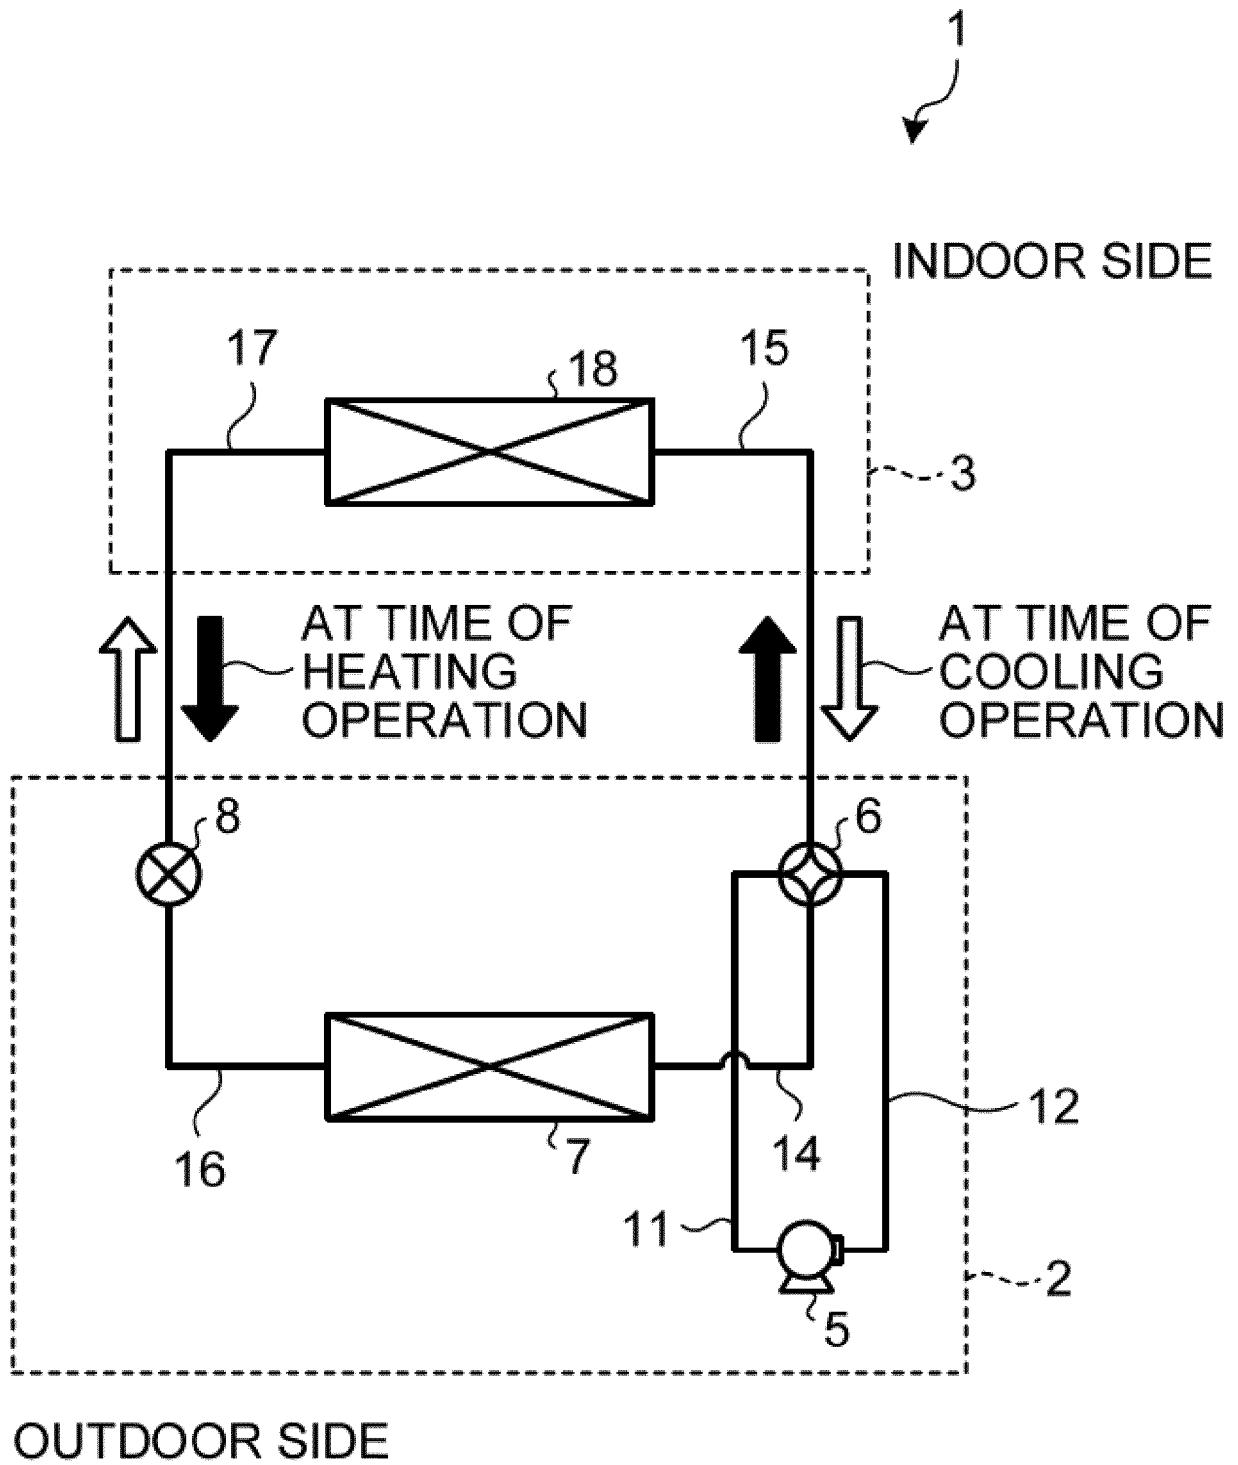 1
INDOOR SIDE
17
18
15
3
AT TIME OF
HEATING
OPERATION
AT TIME OF
COOLING
OPERATION
8
6
16
7
14
12
11
5
2
OUTDOOR SIDE